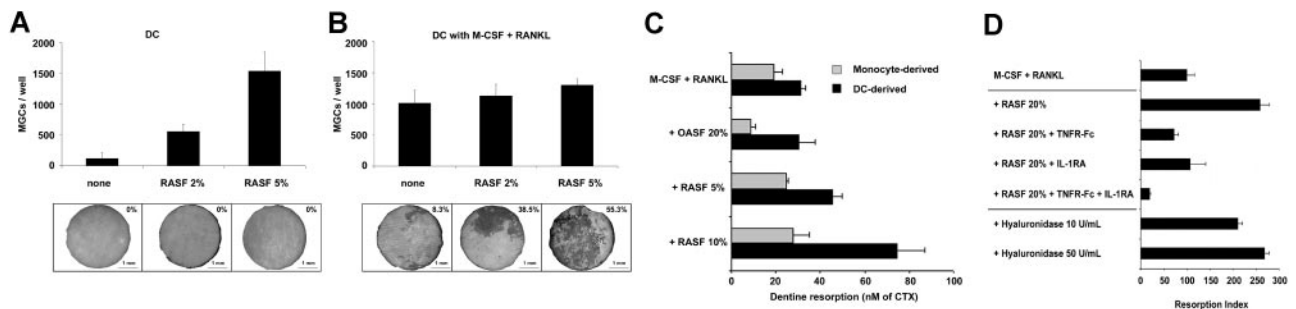 A
DC
MGCs / well
2000
1500
1000
500
0
none
RASF 2%
RASF 5%
0%
0%
0%
1 mm
1 mm
1 mm
B
DC with M-CSF + RANKL
MGCs / well
2000
1500
1000
500
0
none
RASF 2%
RASF 5%
8.3%
38.5%
55.3%
1 mm
1 mm
1 mm
C
Monocyte-derived
DC-derived
M-CSF + RANKL
+ OASF 20%
+ RASF 5%
+ RASF 10%
0
20
40
60
80
100
Dentine resorption (nM of CTX)
D
M-CSF + RANKL
+ RASF 20%
+ RASF 20% + TNFR-Fc
+ RASF 20% + IL-1RA
+ RASF 20% + TNFR-Fc + IL-1RA
+ Hyaluronidase 10 U/mL
+ Hyaluronidase 50 U/mL
0
50
100
150
200
250
300
Resorption Index